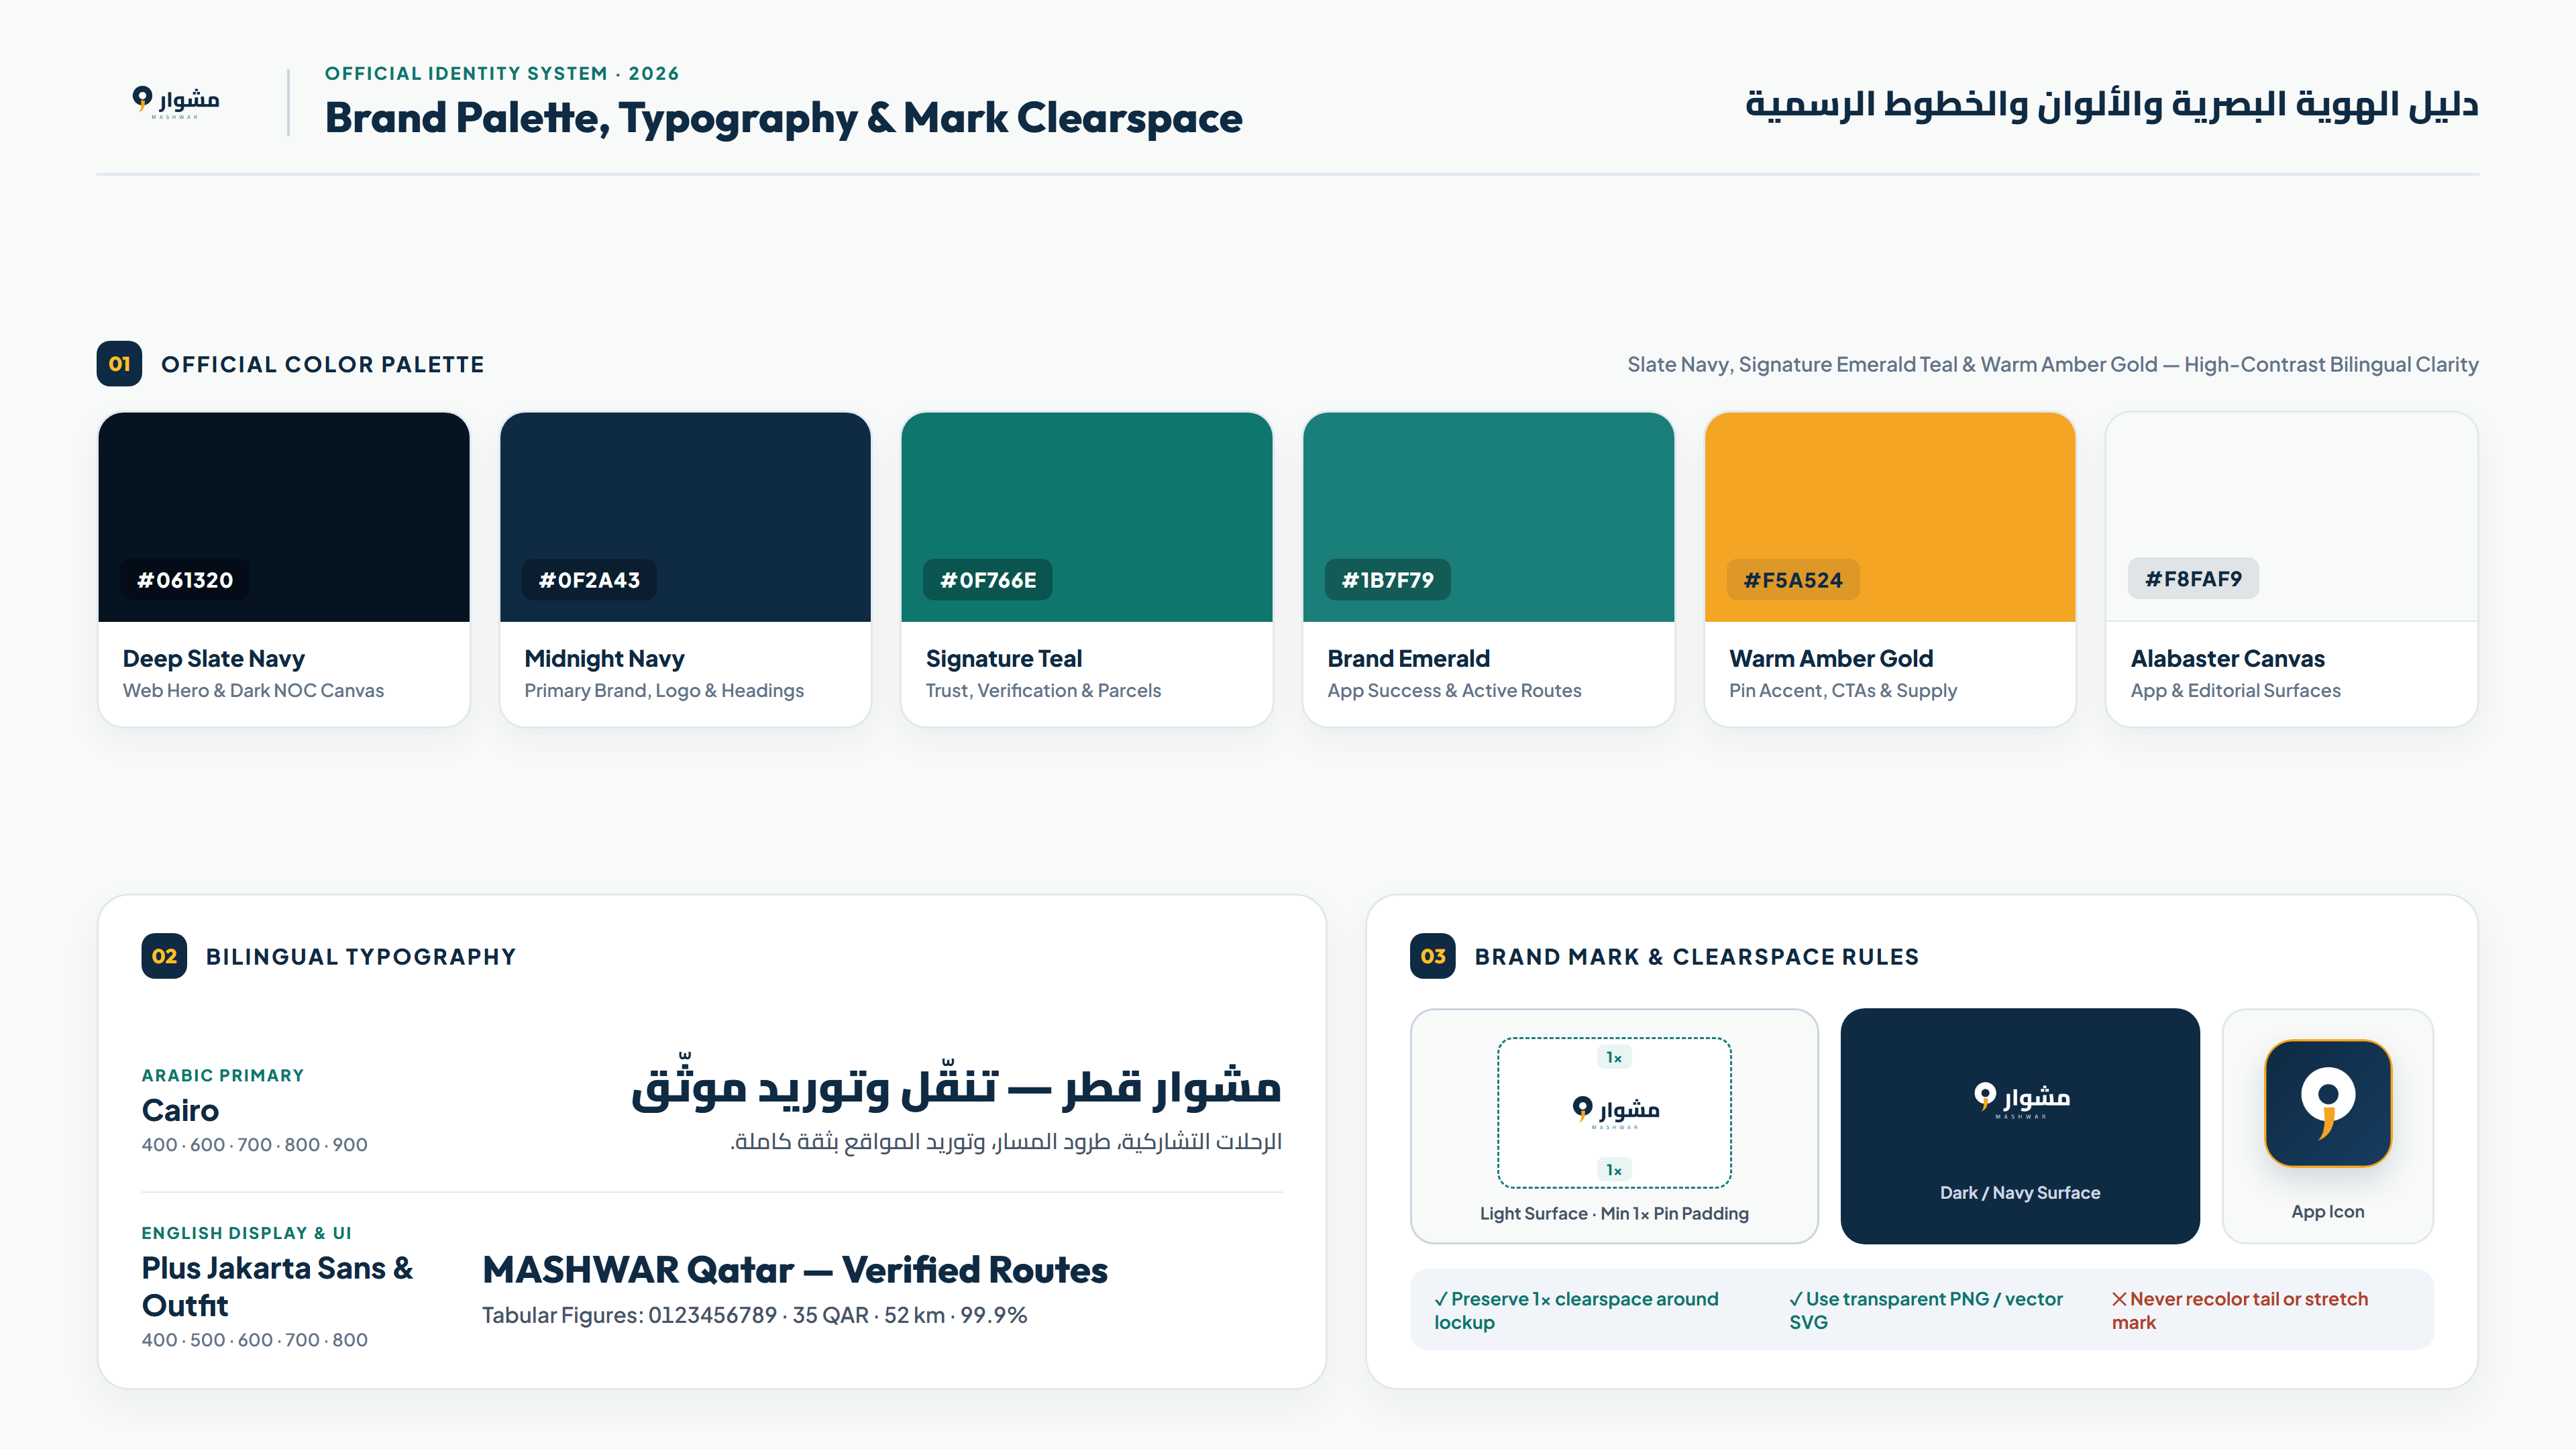 مشوار
MASHWAR
OFFICIAL IDENTITY SYSTEM · 2026
Brand Palette, Typography & Mark Clearspace
دليل الهوية البصرية والألوان والخطوط الرسمية
01
OFFICIAL COLOR PALETTE
Slate Navy, Signature Emerald Teal & Warm Amber Gold — High-Contrast Bilingual Clarity
#061320
Deep Slate Navy
Web Hero & Dark NOC Canvas
#0F2A43
Midnight Navy
Primary Brand, Logo & Headings
#0F766E
Signature Teal
Trust, Verification & Parcels
#1B7F79
Brand Emerald
App Success & Active Routes
#F5A524
Warm Amber Gold
Pin Accent, CTAs & Supply
#F8FAF9
Alabaster Canvas
App & Editorial Surfaces
02
BILINGUAL TYPOGRAPHY
ARABIC PRIMARY
Cairo
400 · 600 · 700 · 800 · 900
مشوار قطر — تنقّل وتوريد موثّق
الرحلات التشاركية، طرود المسار، وتوريد المواقع بثقة كاملة.
ENGLISH DISPLAY & UI
Plus Jakarta Sans &
Outfit
400 · 500 · 600 · 700 · 800
MASHWAR Qatar — Verified Routes
Tabular Figures: 0123456789 · 35 QAR · 52 km · 99.9%
03
BRAND MARK & CLEARSPACE RULES
1×
مشوار
MASHWAR
1×
Light Surface · Min 1× Pin Padding
مشوار
MASHWAR
Dark / Navy Surface
App Icon
✓ Preserve 1× clearspace around
lockup
✓ Use transparent PNG / vector
SVG
✕ Never recolor tail or stretch
mark